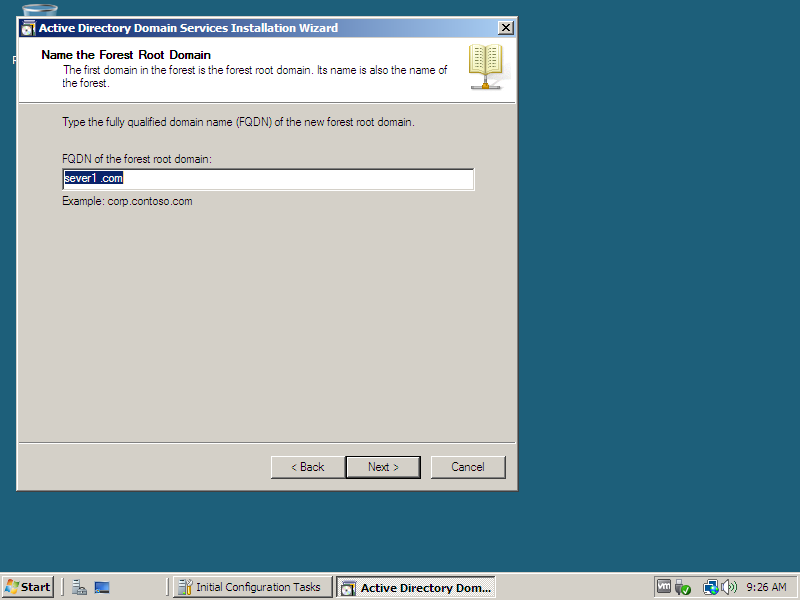 Active Directory Domain Services Installation Wizard
Name the Forest Root Domain
The first domain in the forest is the forest root domain. Its name is also the name of
the forest.
Type the fully qualified domain name (FQDN) of the new forest root domain.
FQDN of the forest root domain:
sever1.com
Example: corp.contoso.com
< Back
Next >
Cancel
Start
Initial Configuration Tasks
Active Directory Dom...
vm
9:26 AM